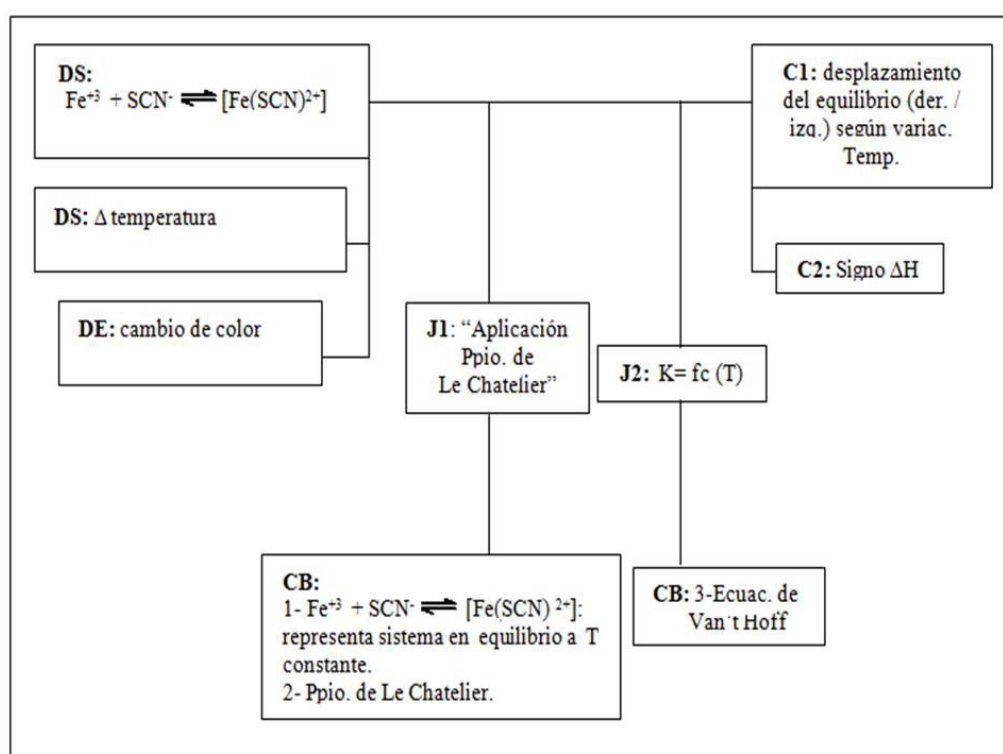 DS:
Fe⁺³ + SCN⁻ ⇌ [Fe(SCN)²⁺]
DS: Δ temperatura
DE: cambio de color
C1: desplazamiento
del equilibrio (der. /
izq.) según variac.
Temp.
C2: Signo ΔH
J1: “Aplicación
Ppio. de
Le Chatelier”
J2: K= fc (T)
CB:
1- Fe⁺³ + SCN⁻ ⇌ [Fe(SCN) ²⁺]:
representa sistema en equilibrio a T
constante.
2- Ppio. de Le Chatelier.
CB: 3-Ecuac. de
Van´t Hoff